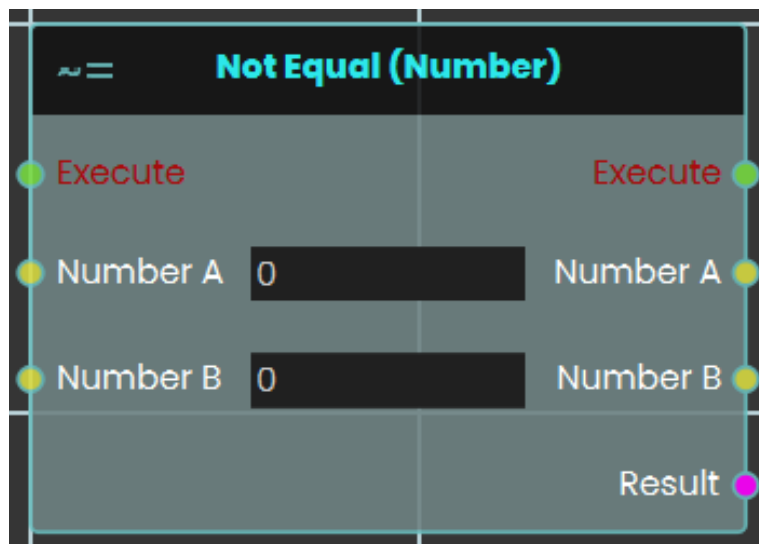 ~= Not Equal (Number)
Execute Execute
Number A 0 Number A
Number B 0 Number B
Result